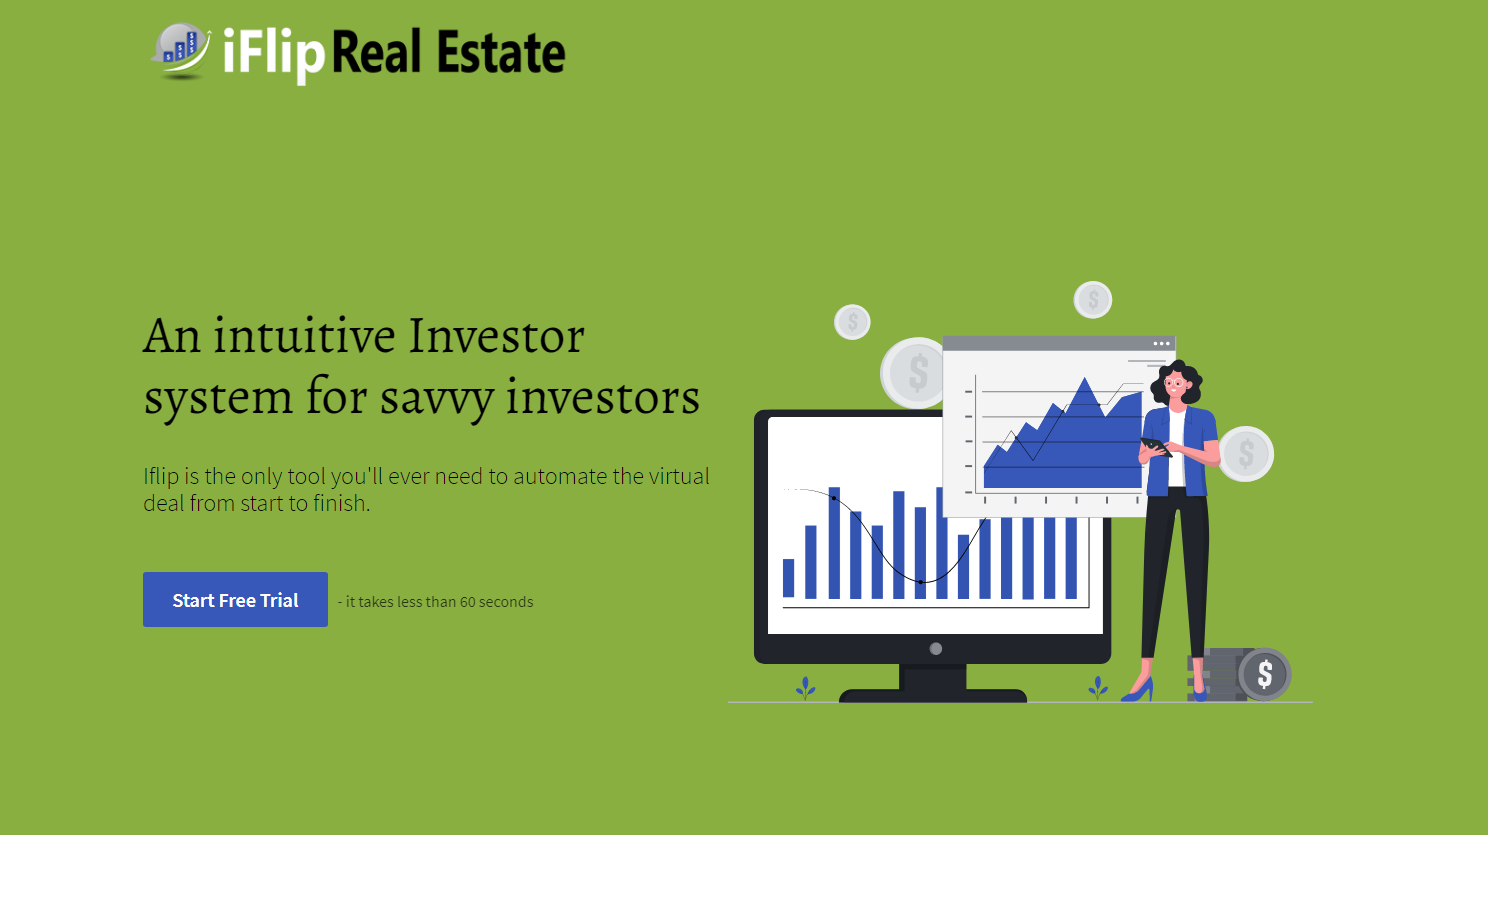 iFlip Real Estate
An intuitive Investor
system for savvy investors
Iflip is the only tool you'll ever need to automate the virtual
deal from start to finish.
Start Free Trial - it takes less than 60 seconds